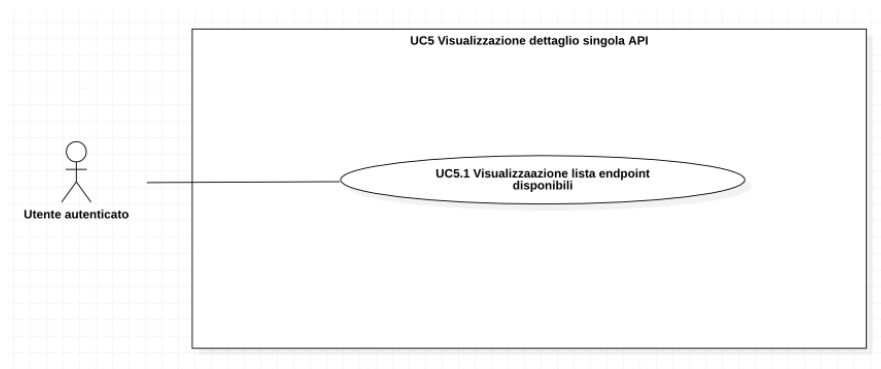 UC5 Visualizzazione dettaglio singola API
UC5.1 Visualizzaazione lista endpoint
disponibili
Utente autenticato